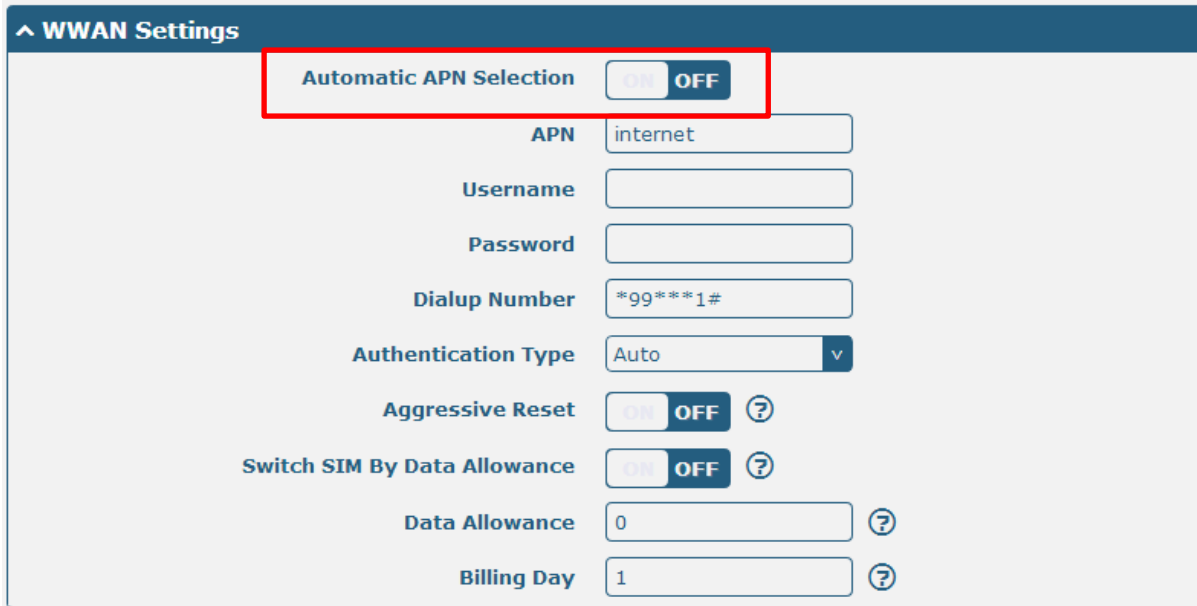 WWAN Settings
Automatic APN Selection ON OFF
APN internet
Username
Password
Dialup Number *99***1#
Authentication Type Auto v
Aggressive Reset ON OFF ?
Switch SIM By Data Allowance ON OFF ?
Data Allowance 0 ?
Billing Day 1 ?